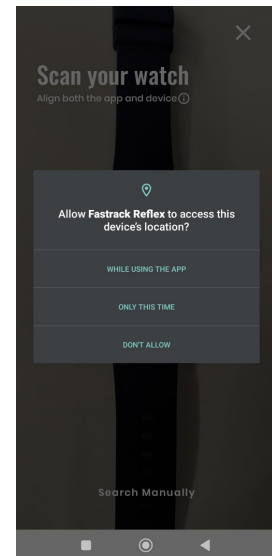 Scan your watch
Align both the app and device
Allow Fastrack Reflex to access this
device's location?
WHILE USING THE APP
ONLY THIS TIME
DON'T ALLOW
Search Manually